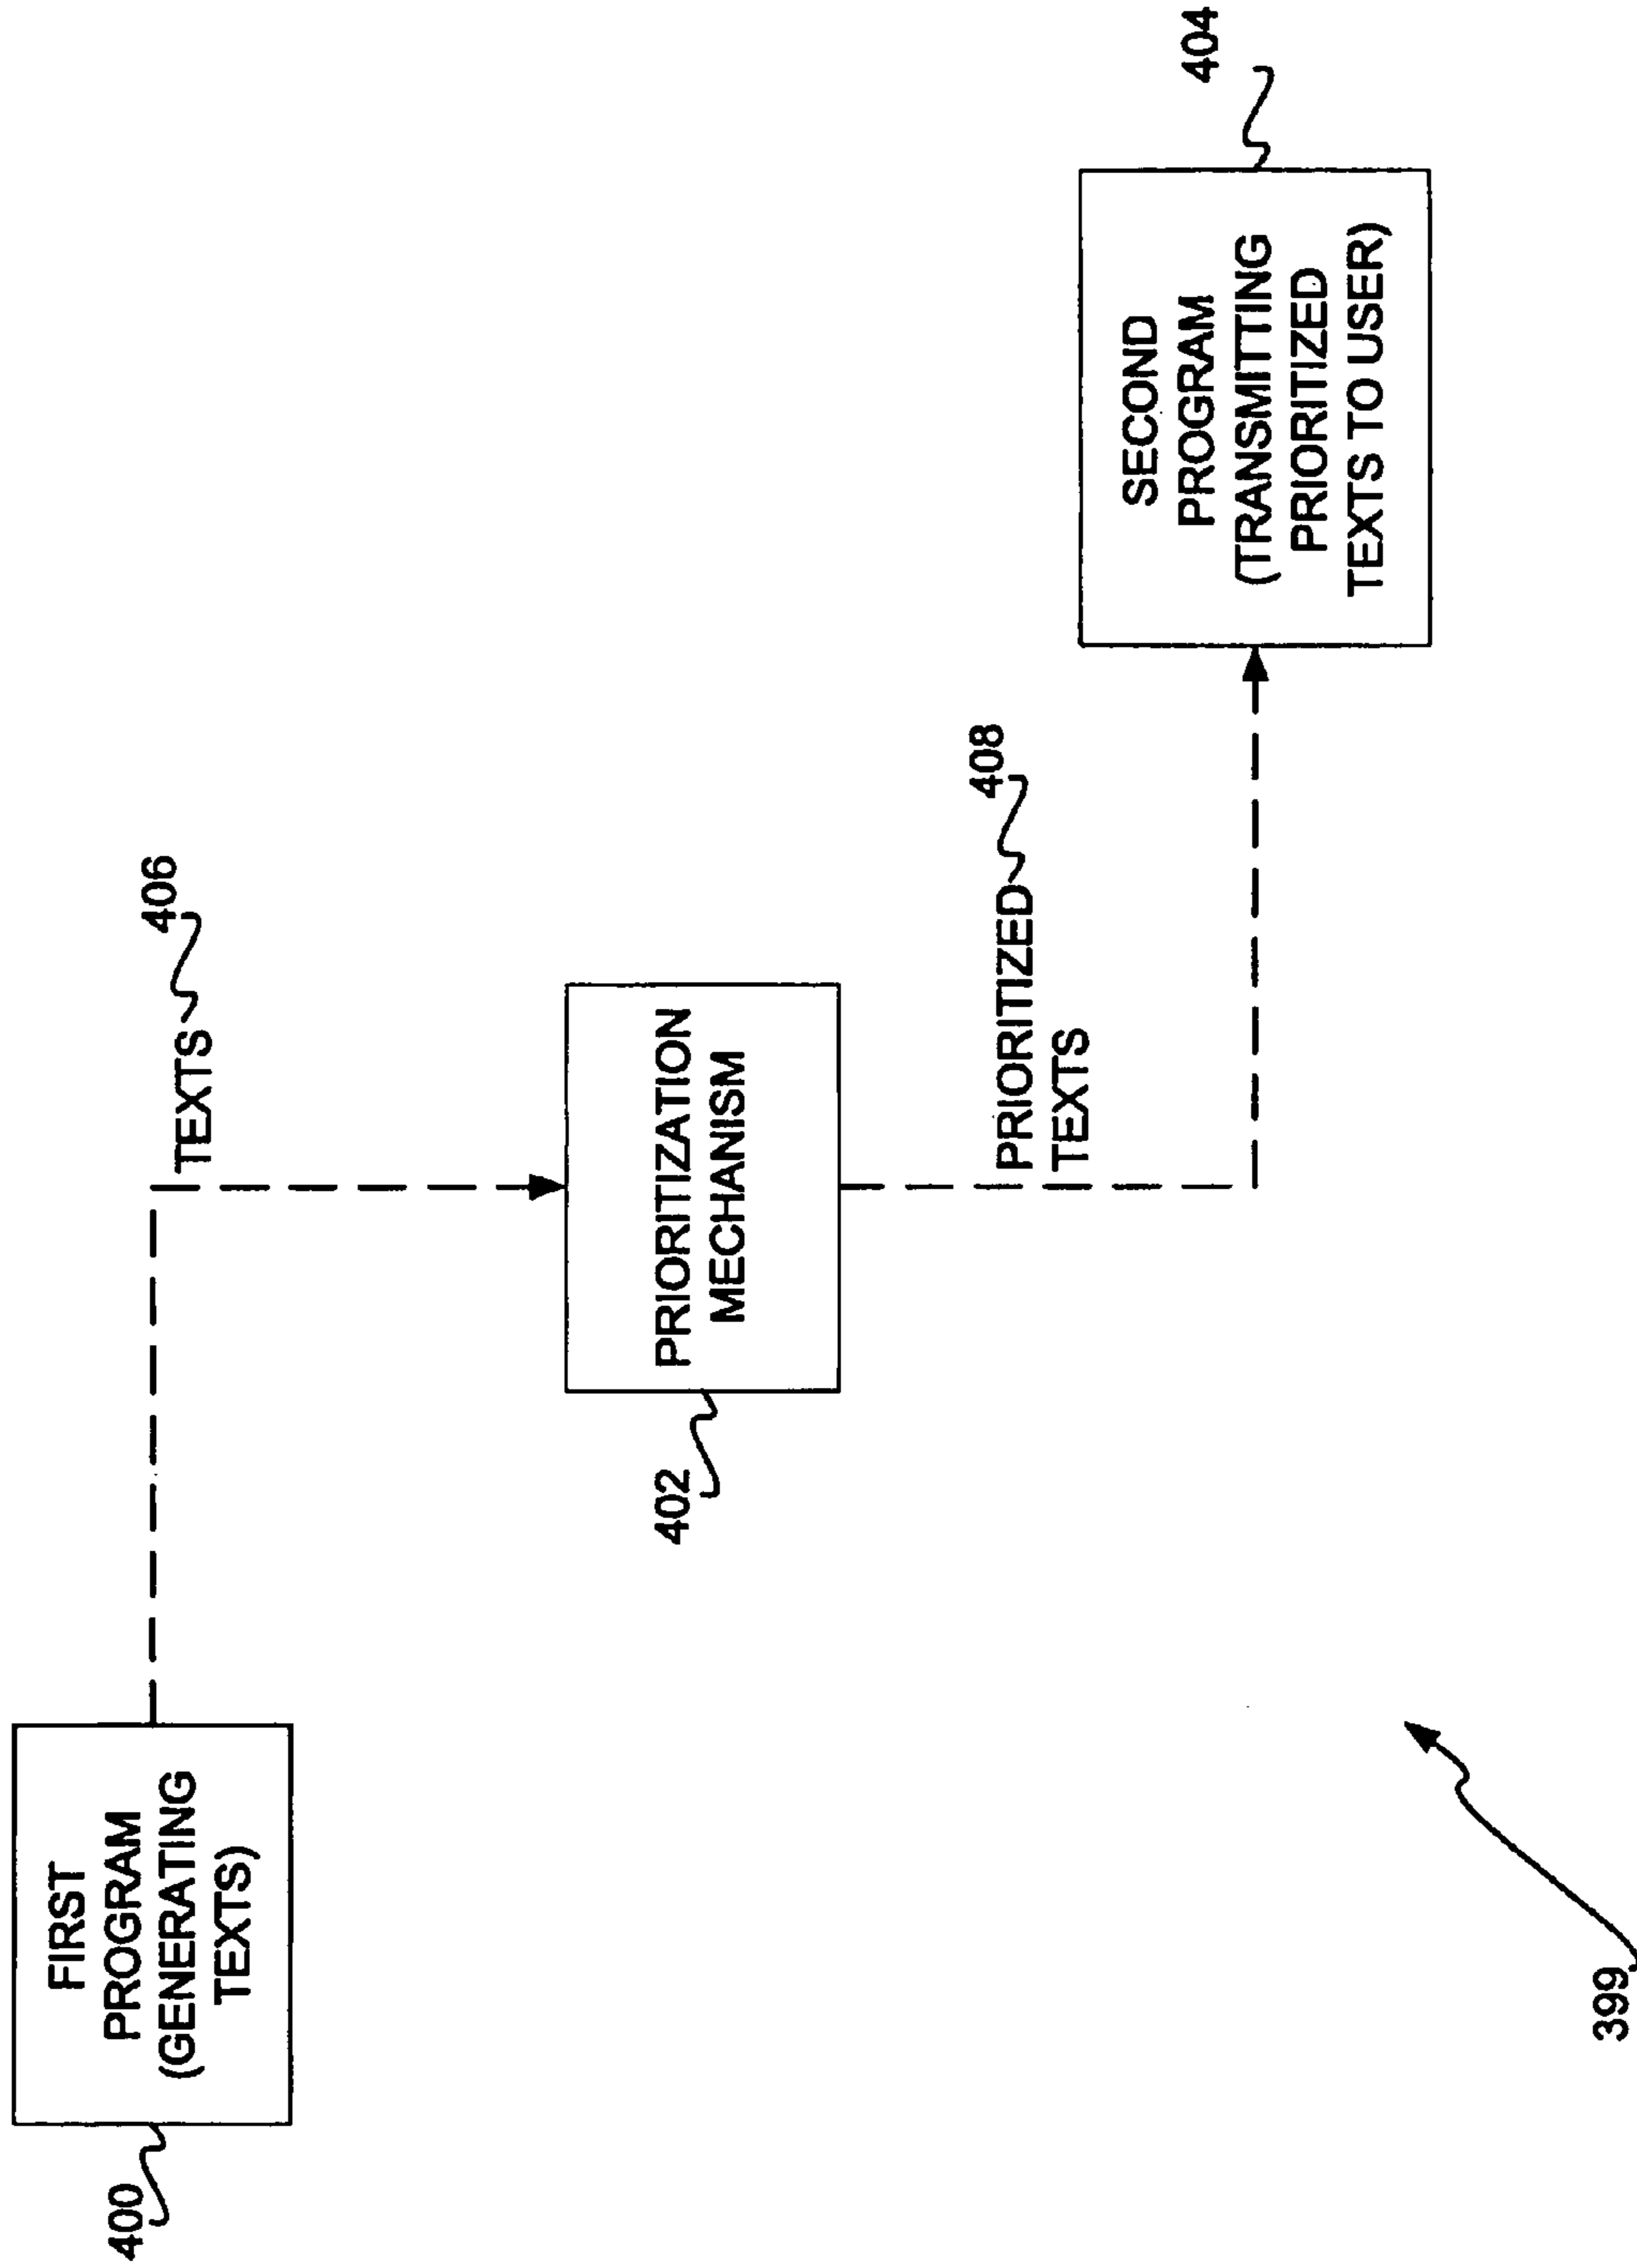 400
FIRST
PROGRAM
(GENERATING
TEXTS)
TEXTS
406
402
PRIORITIZATION
MECHANISM
PRIORITIZED
TEXTS
408
SECOND
PROGRAM
(TRANSMITTING
PRIORITIZED
TEXTS TO USER)
404
399